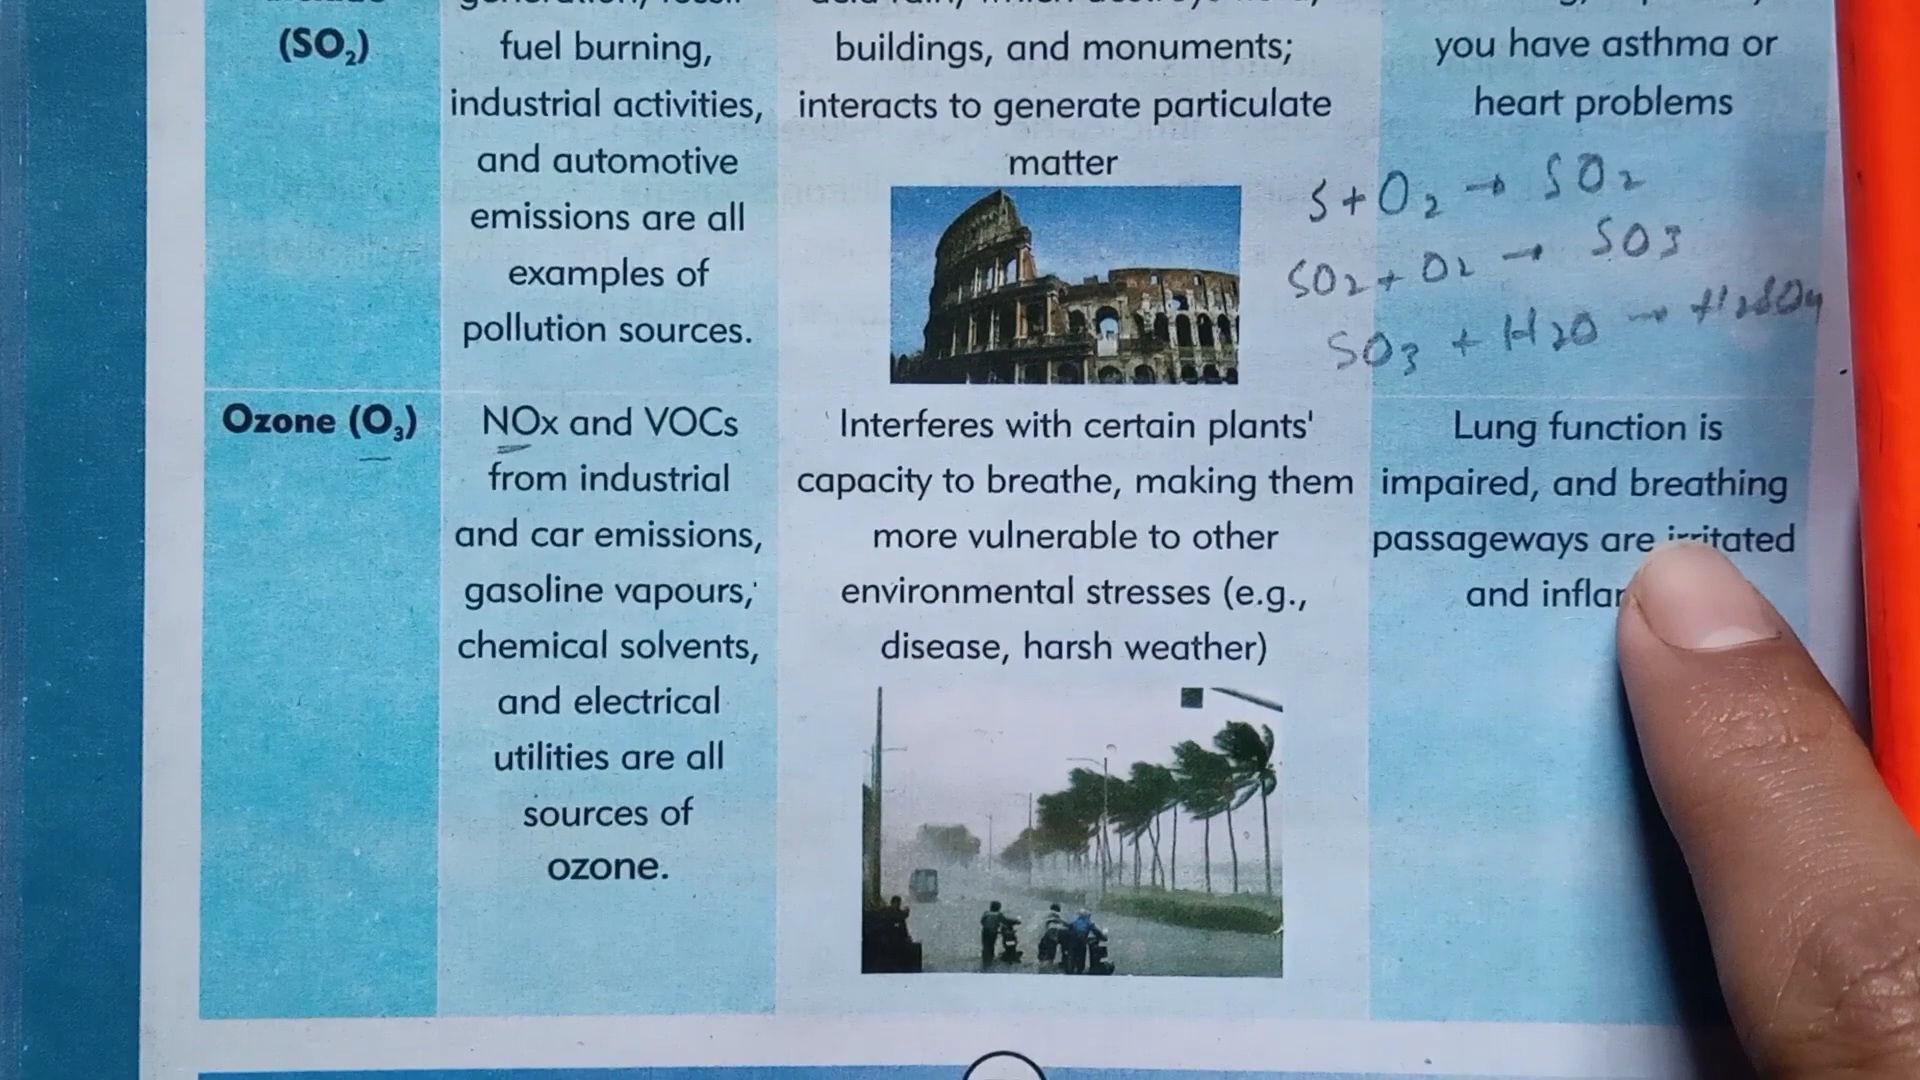 (SO₂)
fuel burning,
industrial activities,
and automotive
emissions are all
examples of
pollution sources.
buildings, and monuments;
interacts to generate particulate
matter
you have asthma or
heart problems
S + O₂ → SO₂
SO₂ + O₂ → SO₃
SO₃ + H₂O → H₂SO₄
Ozone (O₃)
NOx and VOCs
from industrial
and car emissions,
gasoline vapours,
chemical solvents,
and electrical
utilities are all
sources of
ozone.
Interferes with certain plants'
capacity to breathe, making them
more vulnerable to other
environmental stresses (e.g.,
disease, harsh weather)
Lung function is
impaired, and breathing
passageways are irritated
and